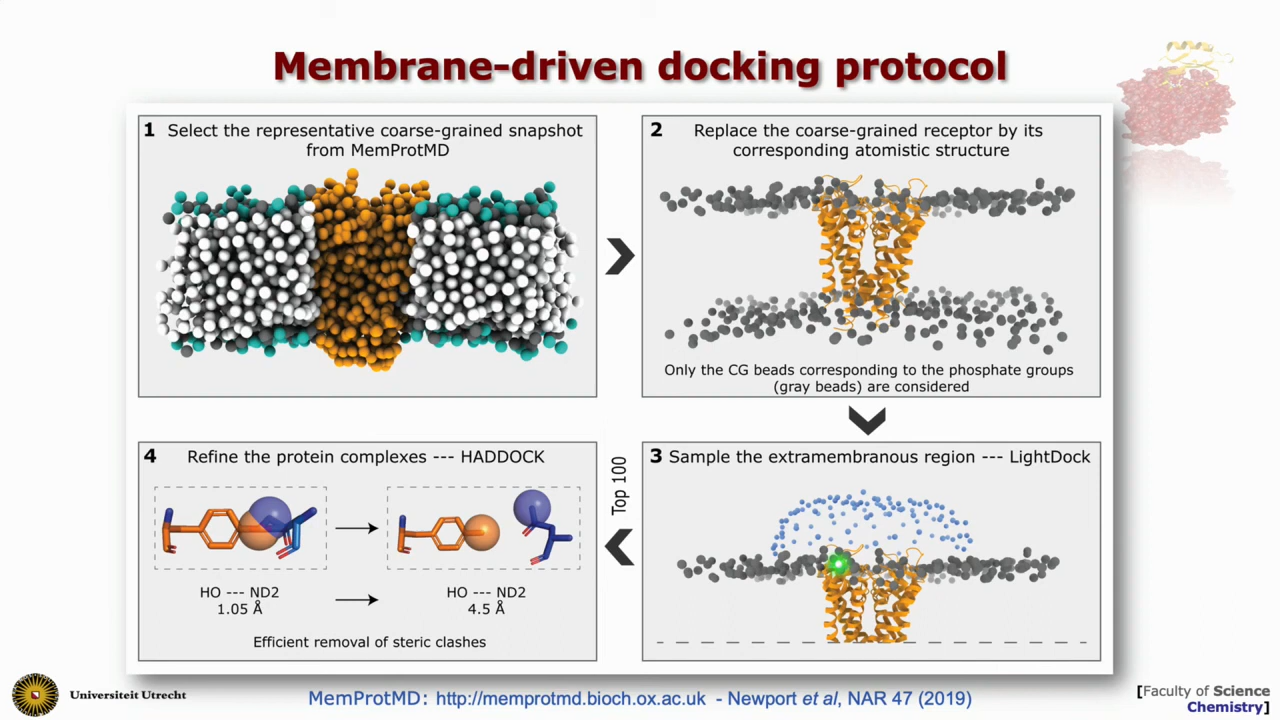 Membrane-driven docking protocol
1 Select the representative coarse-grained snapshot
from MemProtMD
2 Replace the coarse-grained receptor by its
corresponding atomistic structure
Only the CG beads corresponding to the phosphate groups
(gray beads) are considered
3 Sample the extramembranous region --- LightDock
Top 100
4 Refine the protein complexes --- HADDOCK
HO --- ND2
1.05 Å
HO --- ND2
4.5 Å
Efficient removal of steric clashes
Universiteit Utrecht
MemProtMD: http://memprotmd.bioch.ox.ac.uk - Newport et al, NAR 47 (2019)
[Faculty of Science
Chemistry]